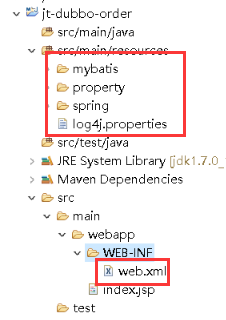 jt-dubbo-order
src/main/java
src/main/resources
mybatis
property
spring
log4j.properties
src/test/java
JRE System Library [jdk1.7.0_
Maven Dependencies
src
main
webapp
WEB-INF
web.xml
index.jsp
test